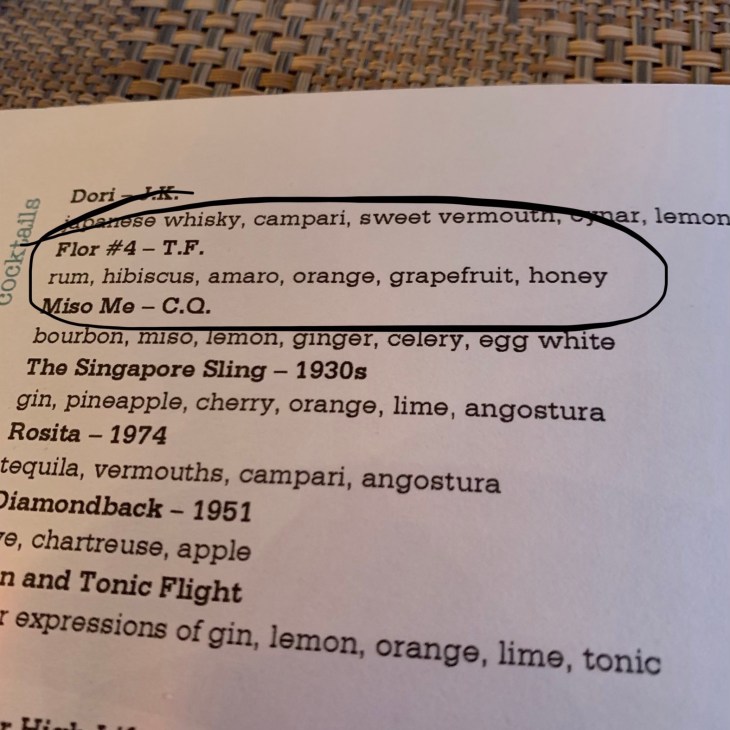 cocktails
Dori – J.K.
japanese whisky, campari, sweet vermouth, cynar, lemon
Flor #4 – T.F.
rum, hibiscus, amaro, orange, grapefruit, honey
Miso Me – C.Q.
bourbon, miso, lemon, ginger, celery, egg white
The Singapore Sling – 1930s
gin, pineapple, cherry, orange, lime, angostura
Rosita – 1974
tequila, vermouths, campari, angostura
Diamondback – 1951
chartreuse, apple
and Tonic Flight
expressions of gin, lemon, orange, lime, tonic
High